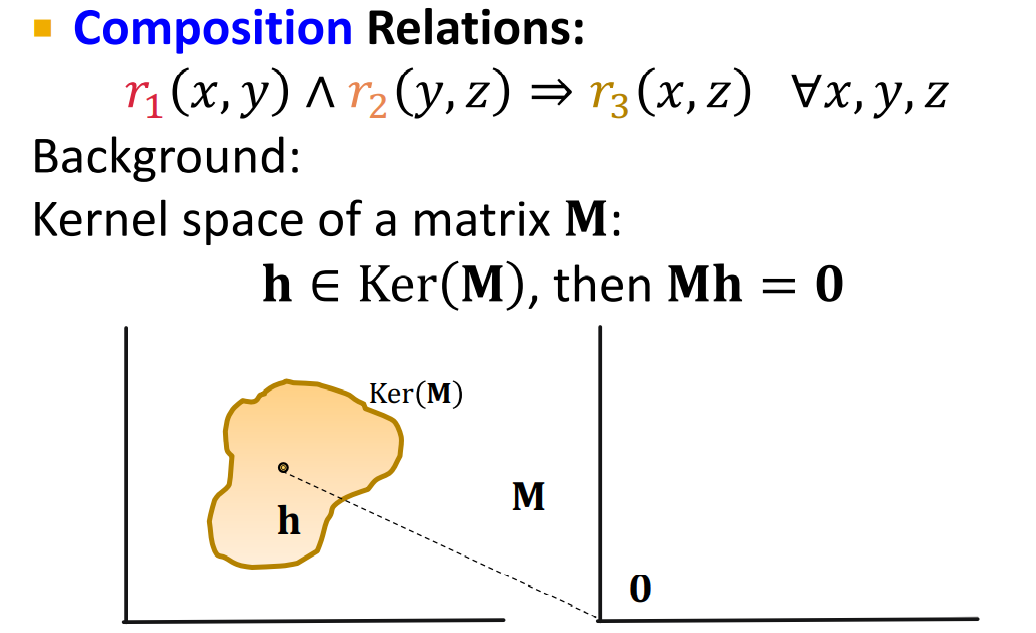 Composition Relations:
r₁(x, y) ∧ r₂(y, z) ⇒ r₃(x, z) ∀x, y, z
Background:
Kernel space of a matrix M:
h ∈ Ker(M), then Mh = 0
Ker(M)
M
h
0